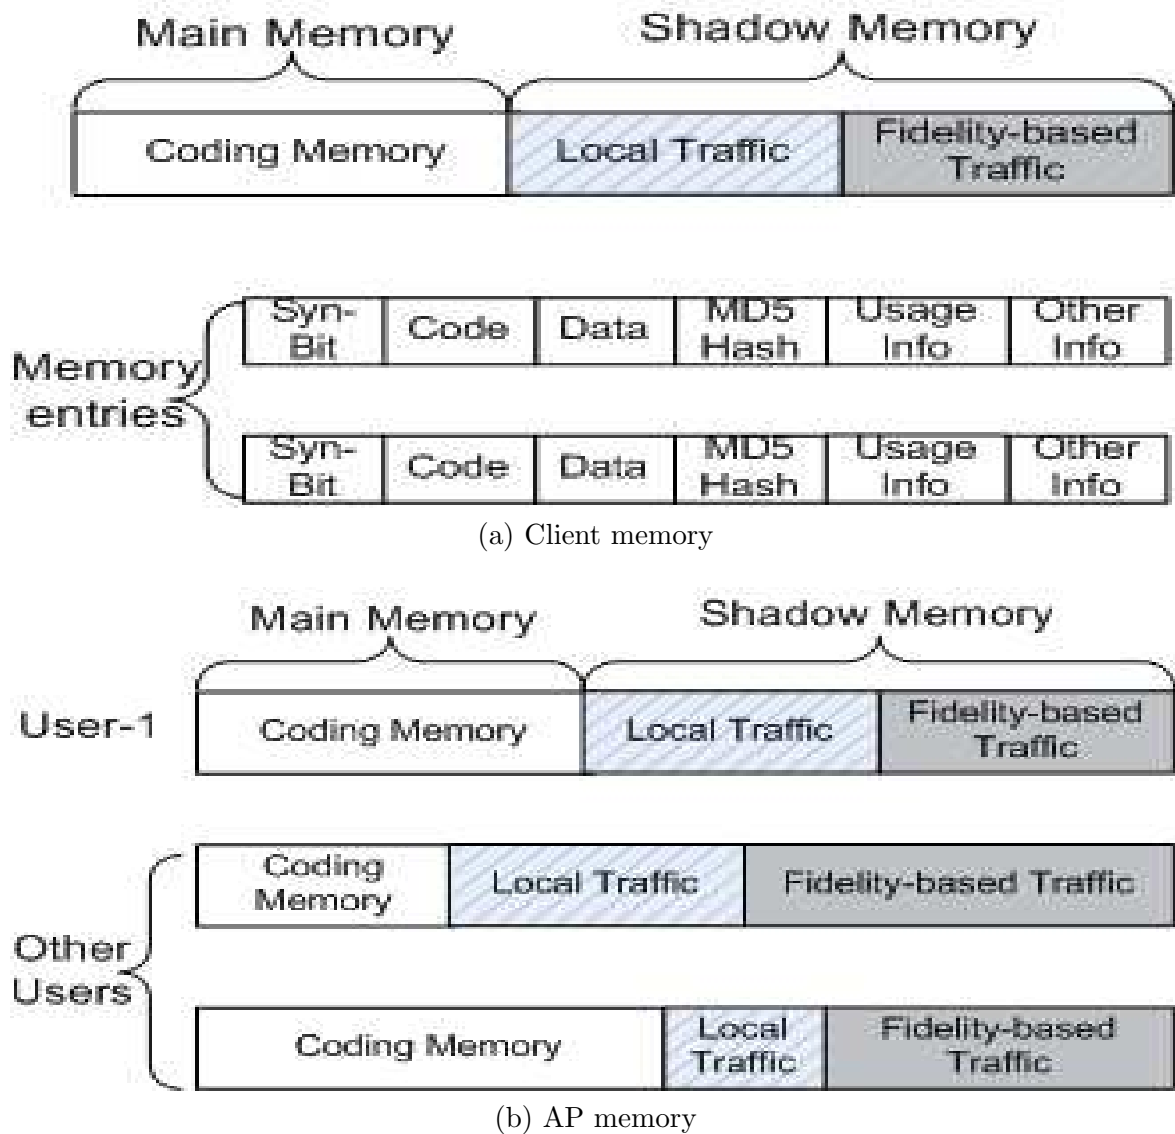 Main Memory
Shadow Memory
Coding Memory
Local Traffic
Fidelity-based
Traffic
Memory
entries
Syn-
Bit
Code
Data
MD5
Hash
Usage
Info
Other
Info
Syn-
Bit
Code
Data
MD5
Hash
Usage
Info
Other
Info
(a) Client memory
Main Memory
Shadow Memory
User-1
Coding Memory
Local Traffic
Fidelity-based
Traffic
Other
Users
Coding
Memory
Local Traffic
Fidelity-based Traffic
Coding Memory
Local
Traffic
Fidelity-based
Traffic
(b) AP memory